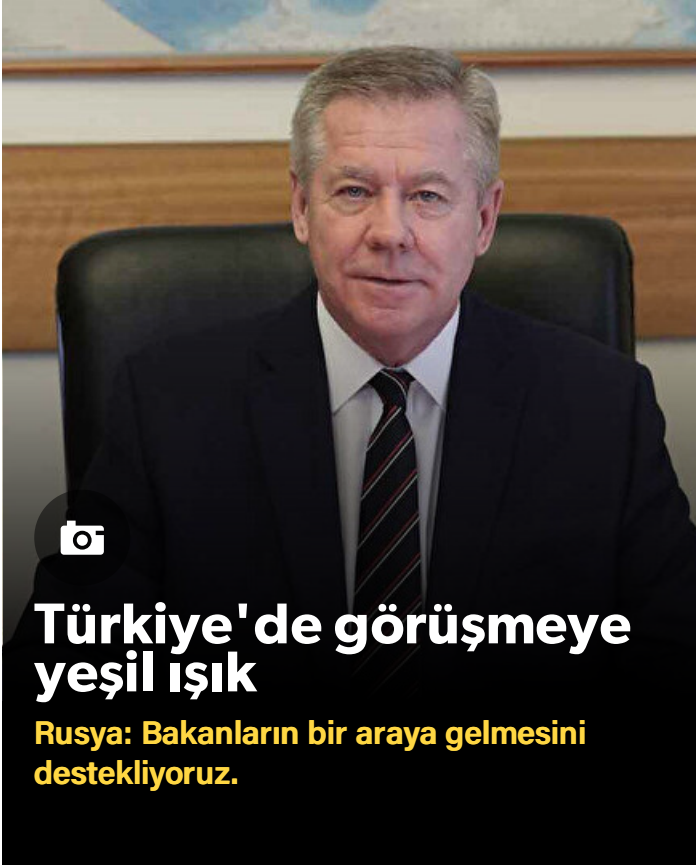 Türkiye'de görüşmeye
yeşil ışık
Rusya: Bakanların bir araya gelmesini
destekliyoruz.